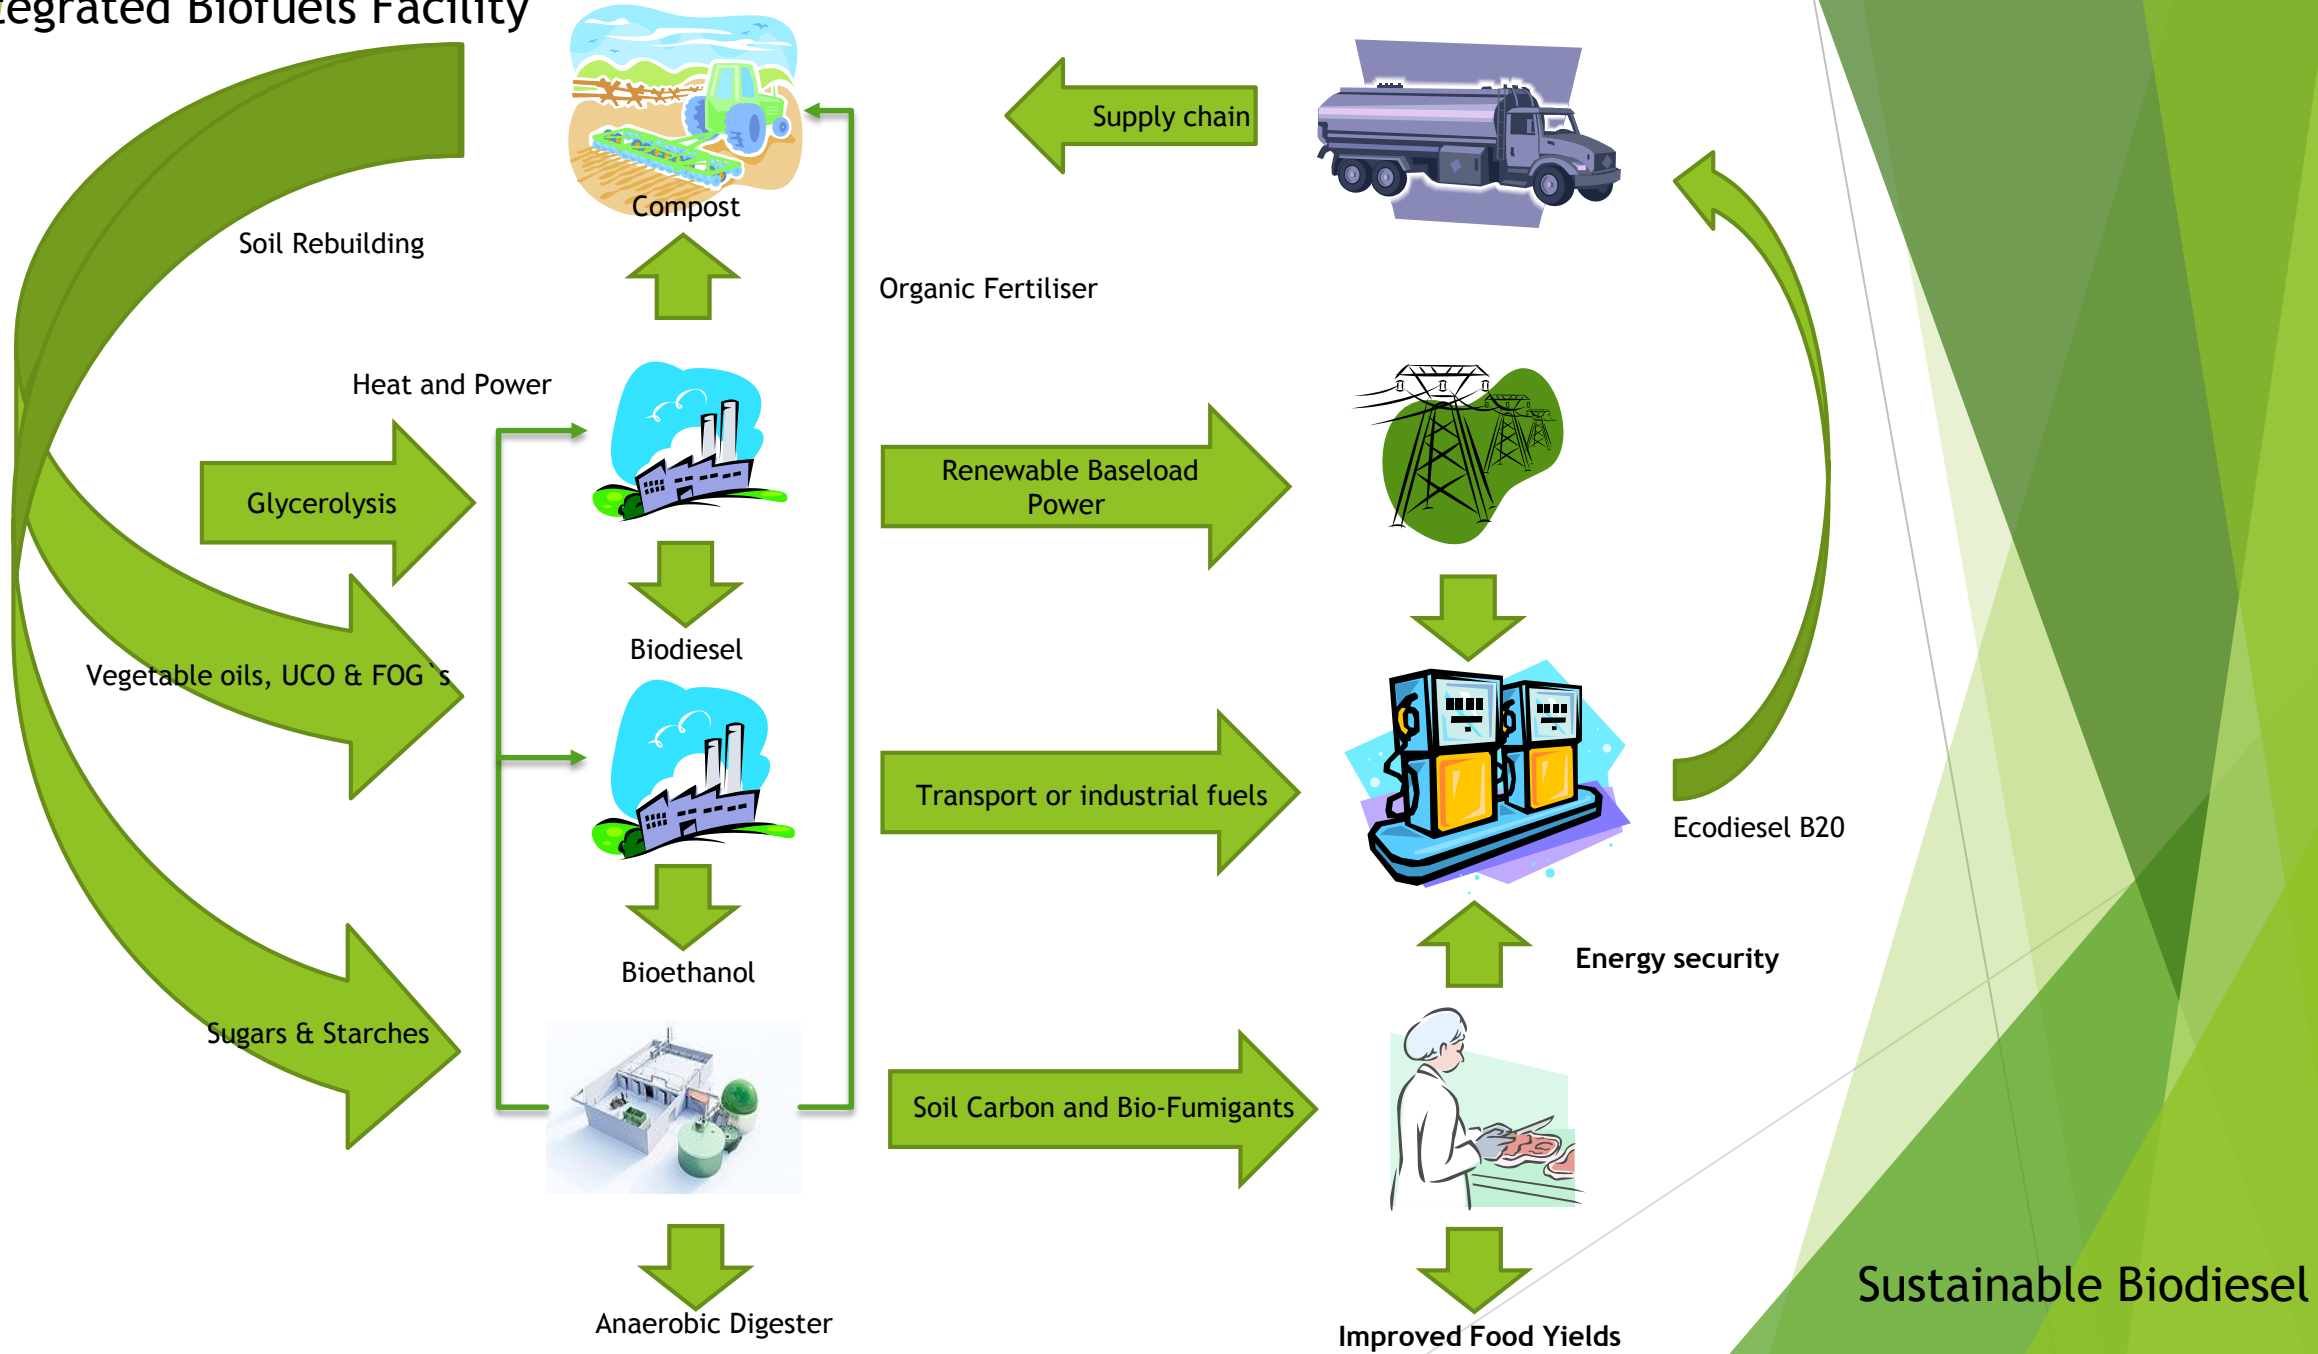 tegrated Biofuels Facility
Supply chain
Compost
Soil Rebuilding
Organic Fertiliser
Heat and Power
Glycerolysis
Renewable Baseload
Power
Biodiesel
Vegetable oils, UCO & FOG`s
Transport or industrial fuels
Ecodiesel B20
Energy security
Bioethanol
Sugars & Starches
Soil Carbon and Bio-Fumigants
Sustainable Biodiesel
Anaerobic Digester
Improved Food Yields